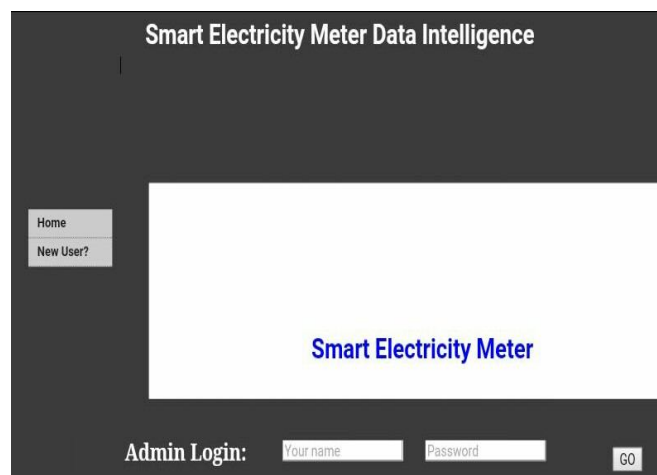 Smart Electricity Meter Data Intelligence
Home
New User?
Smart Electricity Meter
Admin Login: Your name Password GO